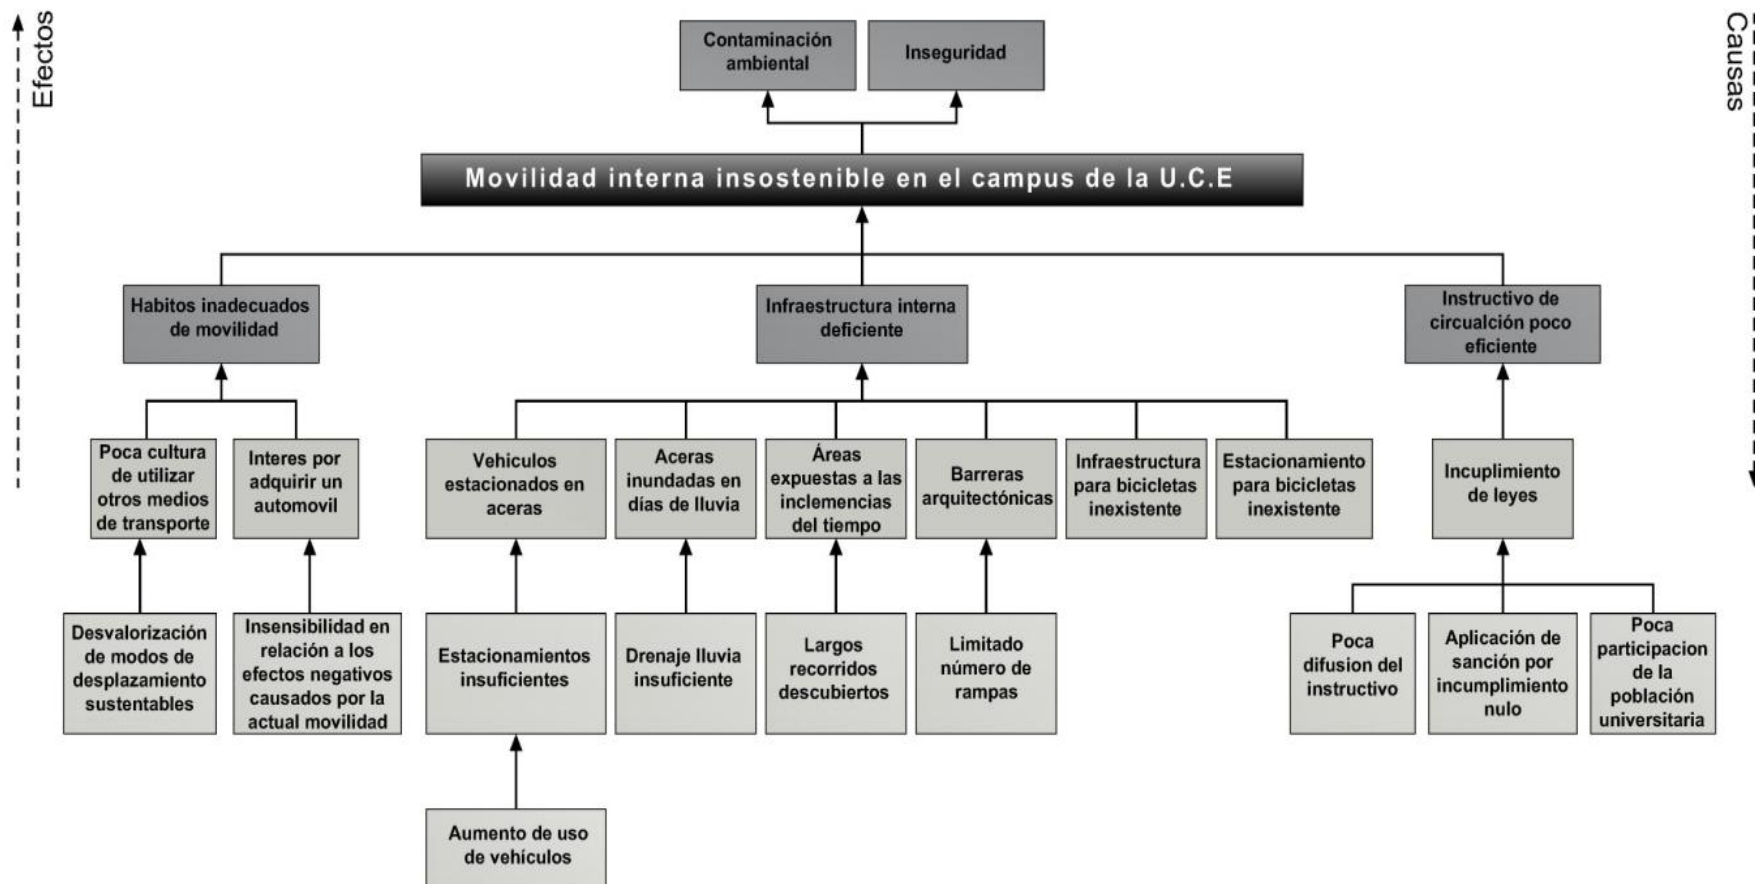 Efectos
Causas
Contaminación
ambiental
Inseguridad
Movilidad interna insostenible en el campus de la U.C.E
Habitos inadecuados
de movilidad
Infraestructura interna
deficiente
Instructivo de
circualción poco
eficiente
Poca cultura
de utilizar
otros medios
de transporte
Interes por
adquirir un
automovil
Vehiculos
estacionados en
aceras
Aceras
inundadas en
días de lluvia
Áreas
expuestas a las
inclemencias
del tiempo
Barreras
arquitectónicas
Infraestructura
para bicicletas
inexistente
Estacionamiento
para bicicletas
inexistente
Incuplimiento
de leyes
Desvalorización
de modos de
desplazamiento
sustentables
Insensibilidad en
relación a los
efectos negativos
causados por la
actual movilidad
Estacionamientos
insuficientes
Drenaje lluvia
insuficiente
Largos
recorridos
descubiertos
Limitado
número de
rampas
Poca
difusion del
instructivo
Aplicación de
sanción por
incumplimiento
nulo
Poca
participacion
de la
población
universitaria
Aumento de uso
de vehículos